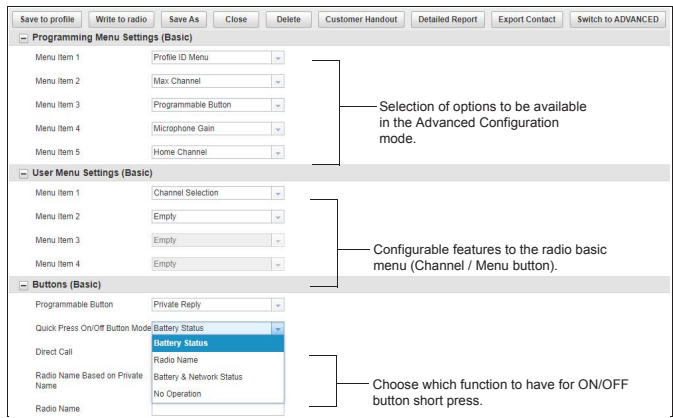 Save to profile Write to radio Save As Close Delete Customer Handout Detailed Report Export Contact Switch to ADVANCED
Programming Menu Settings (Basic)
Menu Item 1 Profile ID Menu
Menu Item 2 Max Channel
Menu Item 3 Programmable Button
Menu Item 4 Microphone Gain
Menu Item 5 Home Channel
Selection of options to be available
in the Advanced Configuration
mode.
User Menu Settings (Basic)
Menu Item 1 Channel Selection
Menu Item 2 Empty
Menu Item 3 Empty
Menu Item 4 Empty
Configurable features to the radio basic
menu (Channel / Menu button).
Buttons (Basic)
Programmable Button Private Reply
Quick Press On/Off Button Mode Battery Status
Battery Status
Direct Call
Radio Name
Radio Name Based on Private
Name
Battery & Network Status
No Operation
Radio Name
Choose which function to have for ON/OFF
button short press.